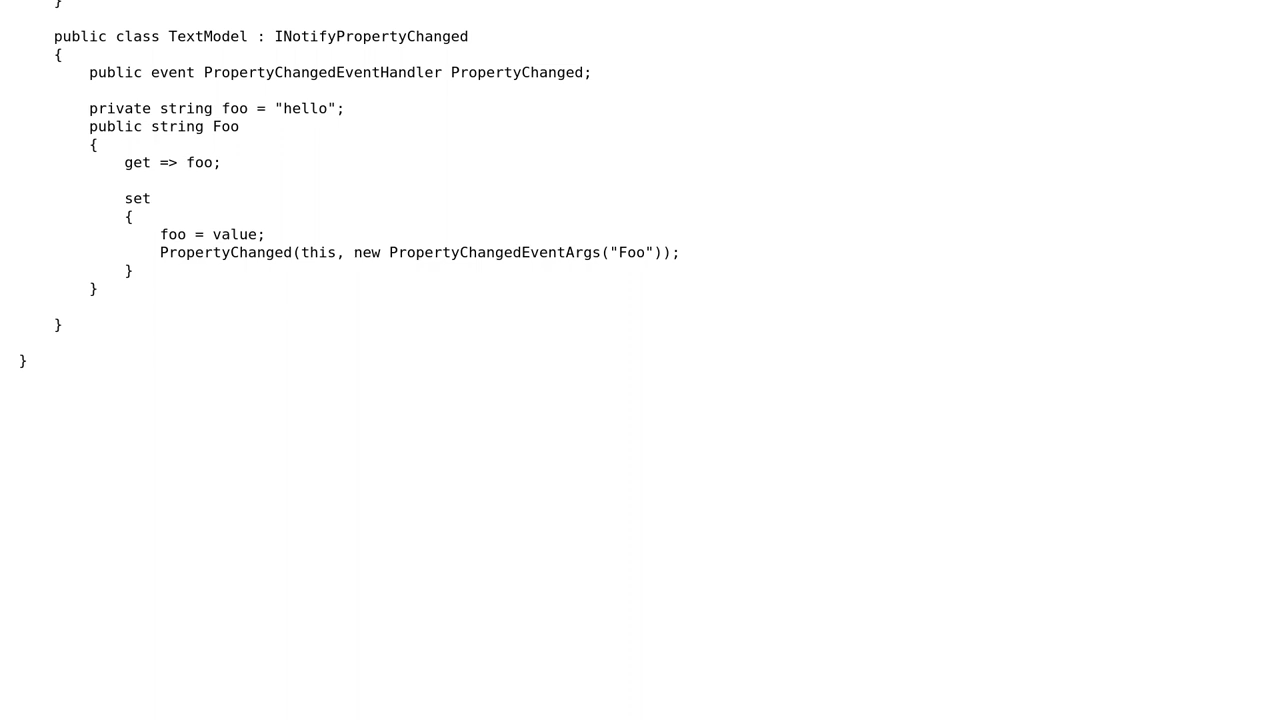 }
public class TextModel : INotifyPropertyChanged
{
public event PropertyChangedEventHandler PropertyChanged;
private string foo = "hello";
public string Foo
{
get => foo;
set
{
foo = value;
PropertyChanged(this, new PropertyChangedEventArgs("Foo"));
}
}
}
}